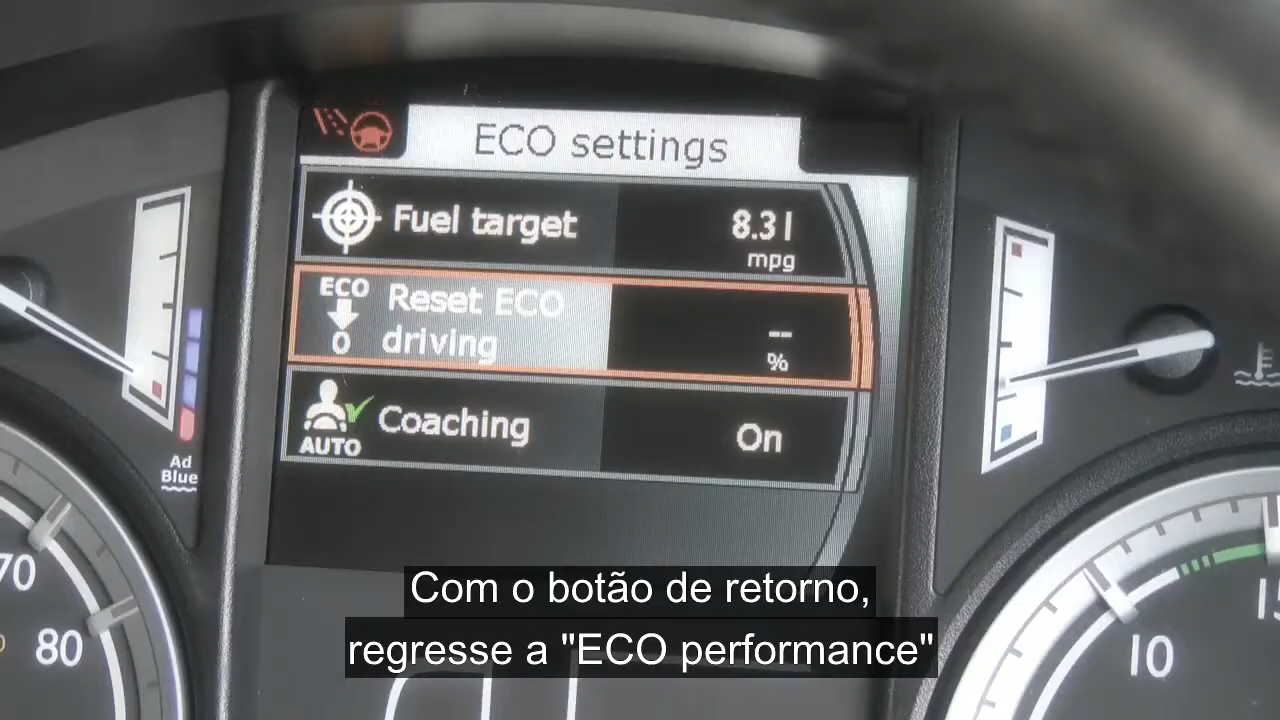 ECO settings
Fuel target
8.3 l
mpg
ECO
0
Reset ECO
driving
--
%
AUTO
Coaching
On
Ad
Blue
70
80
10
Com o botão de retorno,
regresse a "ECO performance"